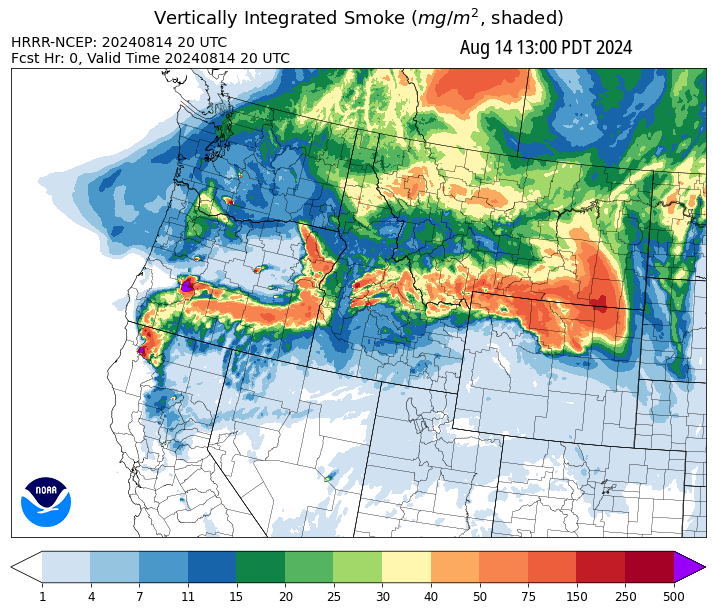 Vertically Integrated Smoke (mg/m², shaded)
HRRR-NCEP: 20240814 20 UTC
Fcst Hr: 0, Valid Time 20240814 20 UTC
Aug 14 13:00 PDT 2024
NOAA
1 4 7 11 15 20 25 30 40 50 75 150 250 500